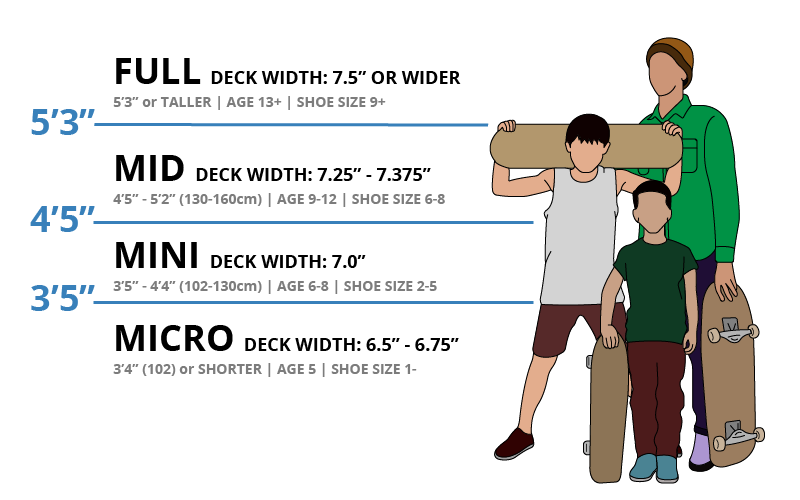 FULL DECK WIDTH: 7.5” OR WIDER
5’3” or TALLER | AGE 13+ | SHOE SIZE 9+
5’3”
MID DECK WIDTH: 7.25” - 7.375”
4’5” - 5’2” (130-160cm) | AGE 9-12 | SHOE SIZE 6-8
4’5”
MINI DECK WIDTH: 7.0”
3’5” - 4’4” (102-130cm) | AGE 6-8 | SHOE SIZE 2-5
3’5”
MICRO DECK WIDTH: 6.5” - 6.75”
3’4” (102) or SHORTER | AGE 5 | SHOE SIZE 1-